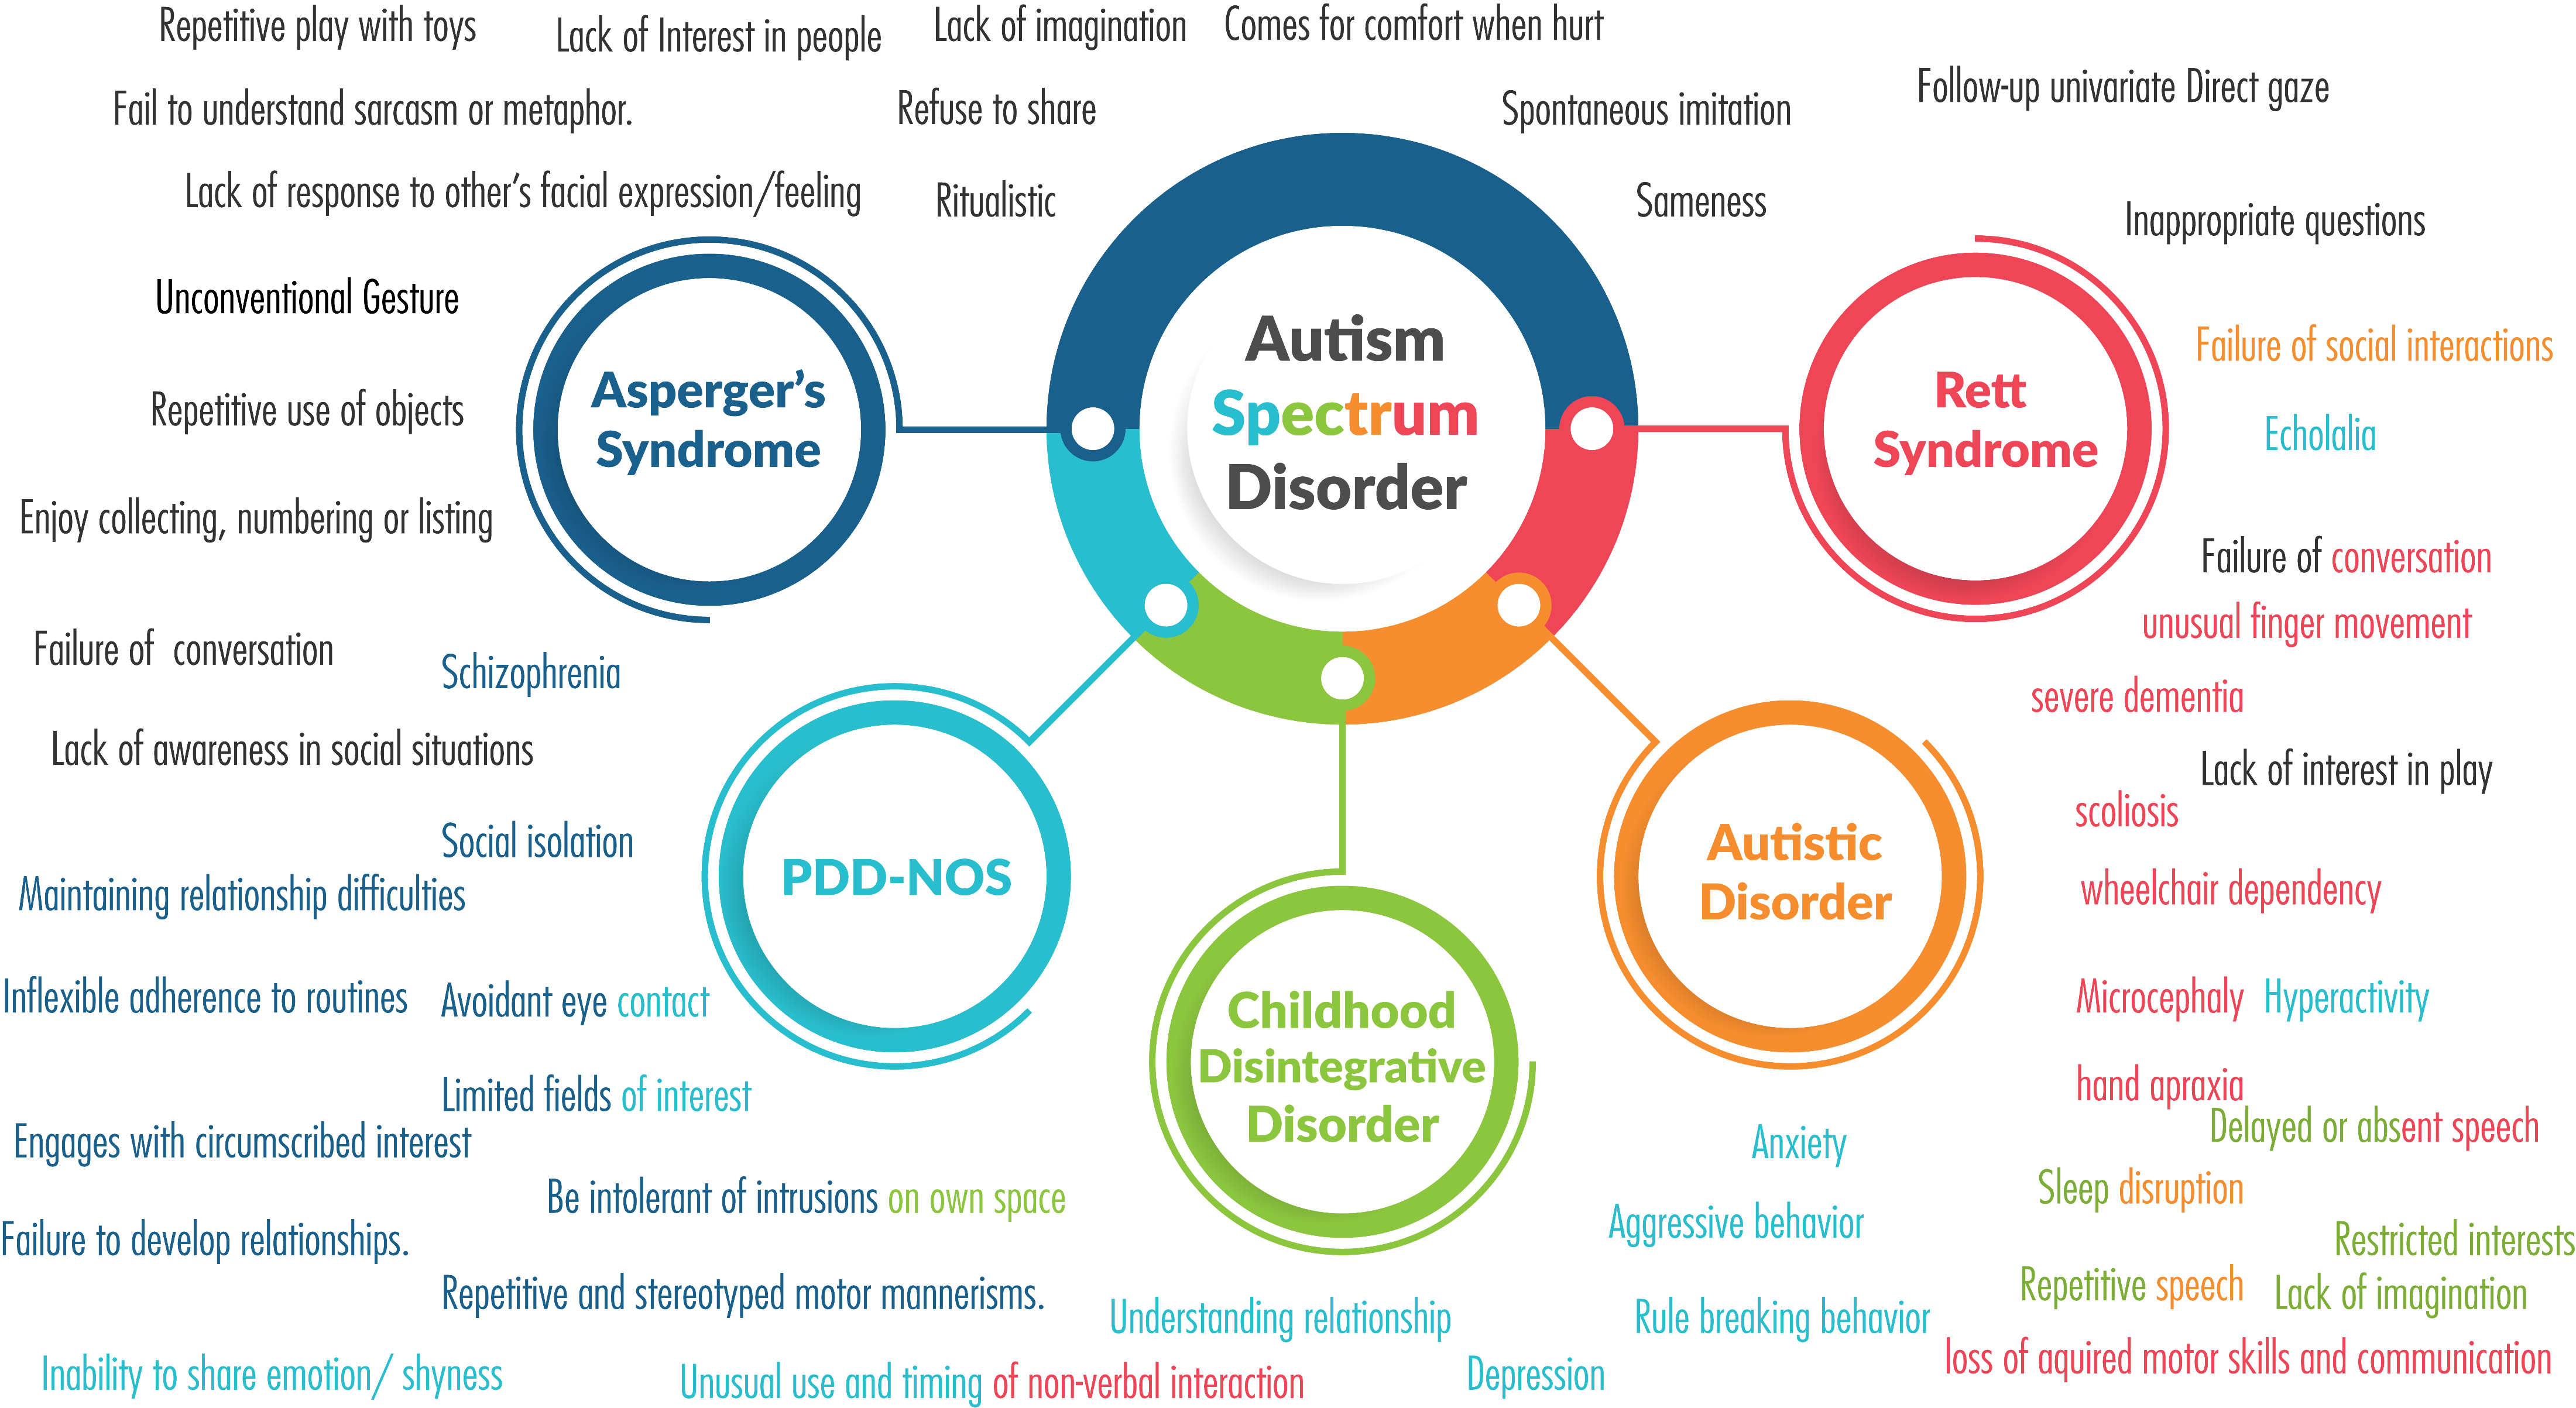 Repetitive play with toys
Lack of Interest in people
Lack of imagination
Comes for comfort when hurt
Follow-up univariate Direct gaze
Fail to understand sarcasm or metaphor.
Refuse to share
Spontaneous imitation
Lack of response to other’s facial expression/feeling
Ritualistic
Sameness
Inappropriate questions
Unconventional Gesture
Autism
Spectrum
Disorder
Asperger’s
Syndrome
Rett
Syndrome
Failure of social interactions
Repetitive use of objects
Echolalia
Enjoy collecting, numbering or listing
Failure of conversation
unusual finger movement
Failure of  conversation
Schizophrenia
severe dementia
Lack of awareness in social situations
Lack of interest in play
scoliosis
Social isolation
PDD-NOS
Autistic
Disorder
Maintaining relationship difficulties
wheelchair dependency
Inflexible adherence to routines
Avoidant eye contact
Childhood
Disintegrative
Disorder
Microcephaly
Hyperactivity
Limited fields of interest
hand apraxia
Engages with circumscribed interest
Anxiety
Delayed or absent speech
Be intolerant of intrusions on own space
Sleep disruption
Failure to develop relationships.
Aggressive behavior
Restricted interests
Repetitive and stereotyped motor mannerisms.
Repetitive speech
Lack of imagination
Understanding relationship
Rule breaking behavior
Inability to share emotion/ shyness
Unusual use and timing of non-verbal interaction
Depression
loss of aquired motor skills and communication